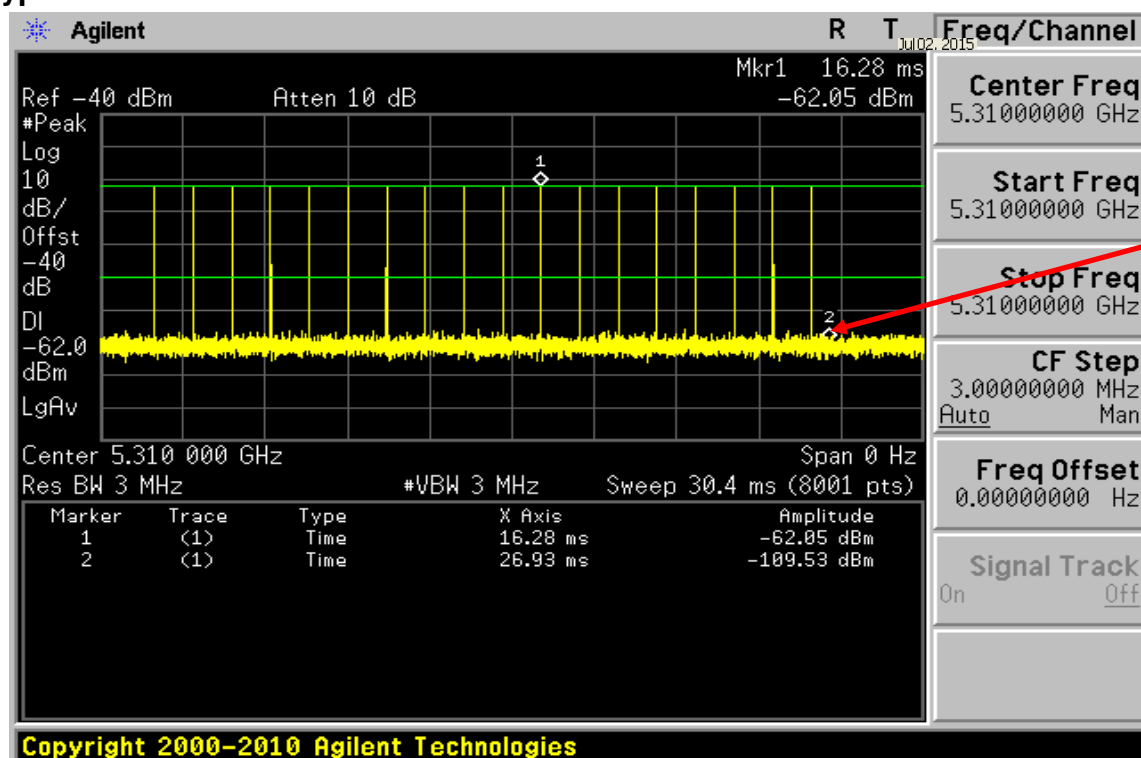 Agilent R T Freq/Channel
Jul 02, 2015
Mkr1 16.28 ms
Ref -40 dBm Atten 10 dB -62.05 dBm
#Peak
Log
10
dB/
Offst
-40
dB
DI
-62.0
dBm
LgAv
1
2
Center 5.310 000 GHz Span 0 Hz
Res BW 3 MHz #VBW 3 MHz Sweep 30.4 ms (8001 pts)
Marker Trace Type X Axis Amplitude
1 (1) Time 16.28 ms -62.05 dBm
2 (1) Time 26.93 ms -109.53 dBm
Center Freq
5.31000000 GHz
Start Freq
5.31000000 GHz
Stop Freq
5.31000000 GHz
CF Step
3.00000000 MHz
Auto Man
Freq Offset
0.00000000 Hz
Signal Track
On Off
Copyright 2000-2010 Agilent Technologies